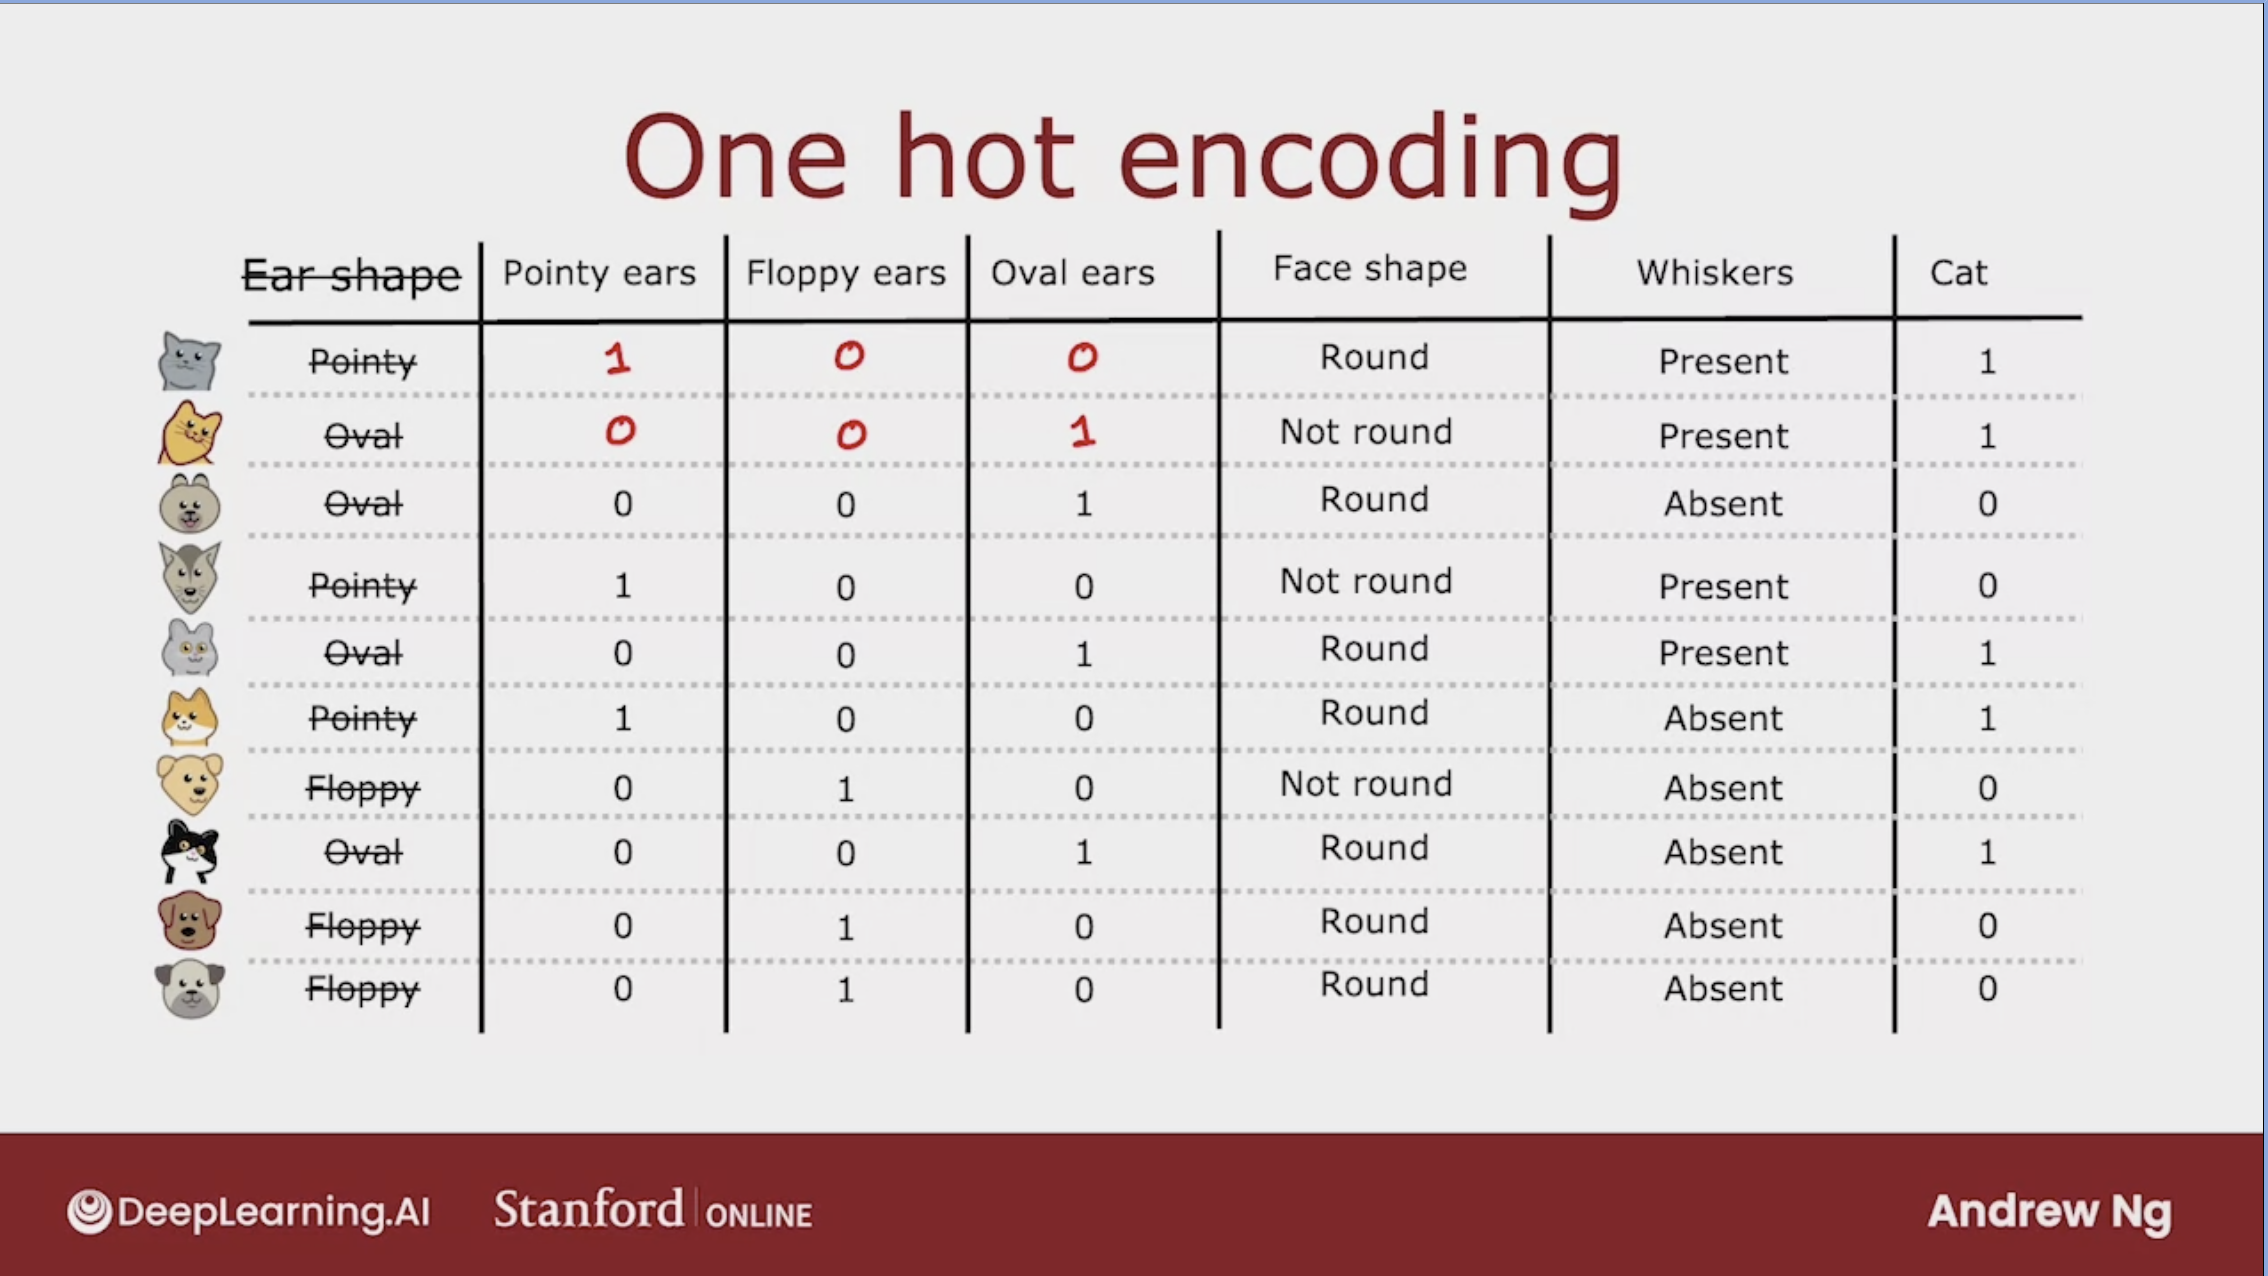 One hot encoding
Ear shape Pointy ears Floppy ears Oval ears Face shape Whiskers Cat
Pointy 1 0 0 Round Present 1
Oval 0 0 1 Not round Present 1
Oval 0 0 1 Round Absent 0
Pointy 1 0 0 Not round Present 0
Oval 0 0 1 Round Present 1
Pointy 1 0 0 Round Absent 1
Floppy 0 1 0 Not round Absent 0
Oval 0 0 1 Round Absent 1
Floppy 0 1 0 Round Absent 0
Floppy 0 1 0 Round Absent 0
DeepLearning.AI Stanford ONLINE Andrew Ng